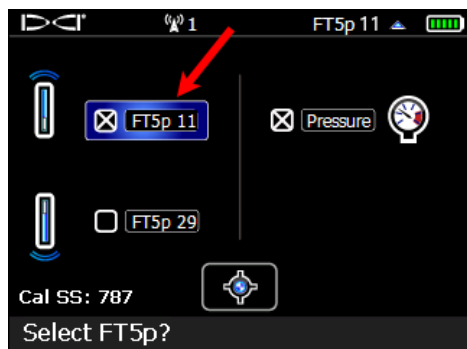 DCI 1 FT5p 11
FT5p 11 Pressure
FT5p 29
Cal SS: 787
Select FT5p?